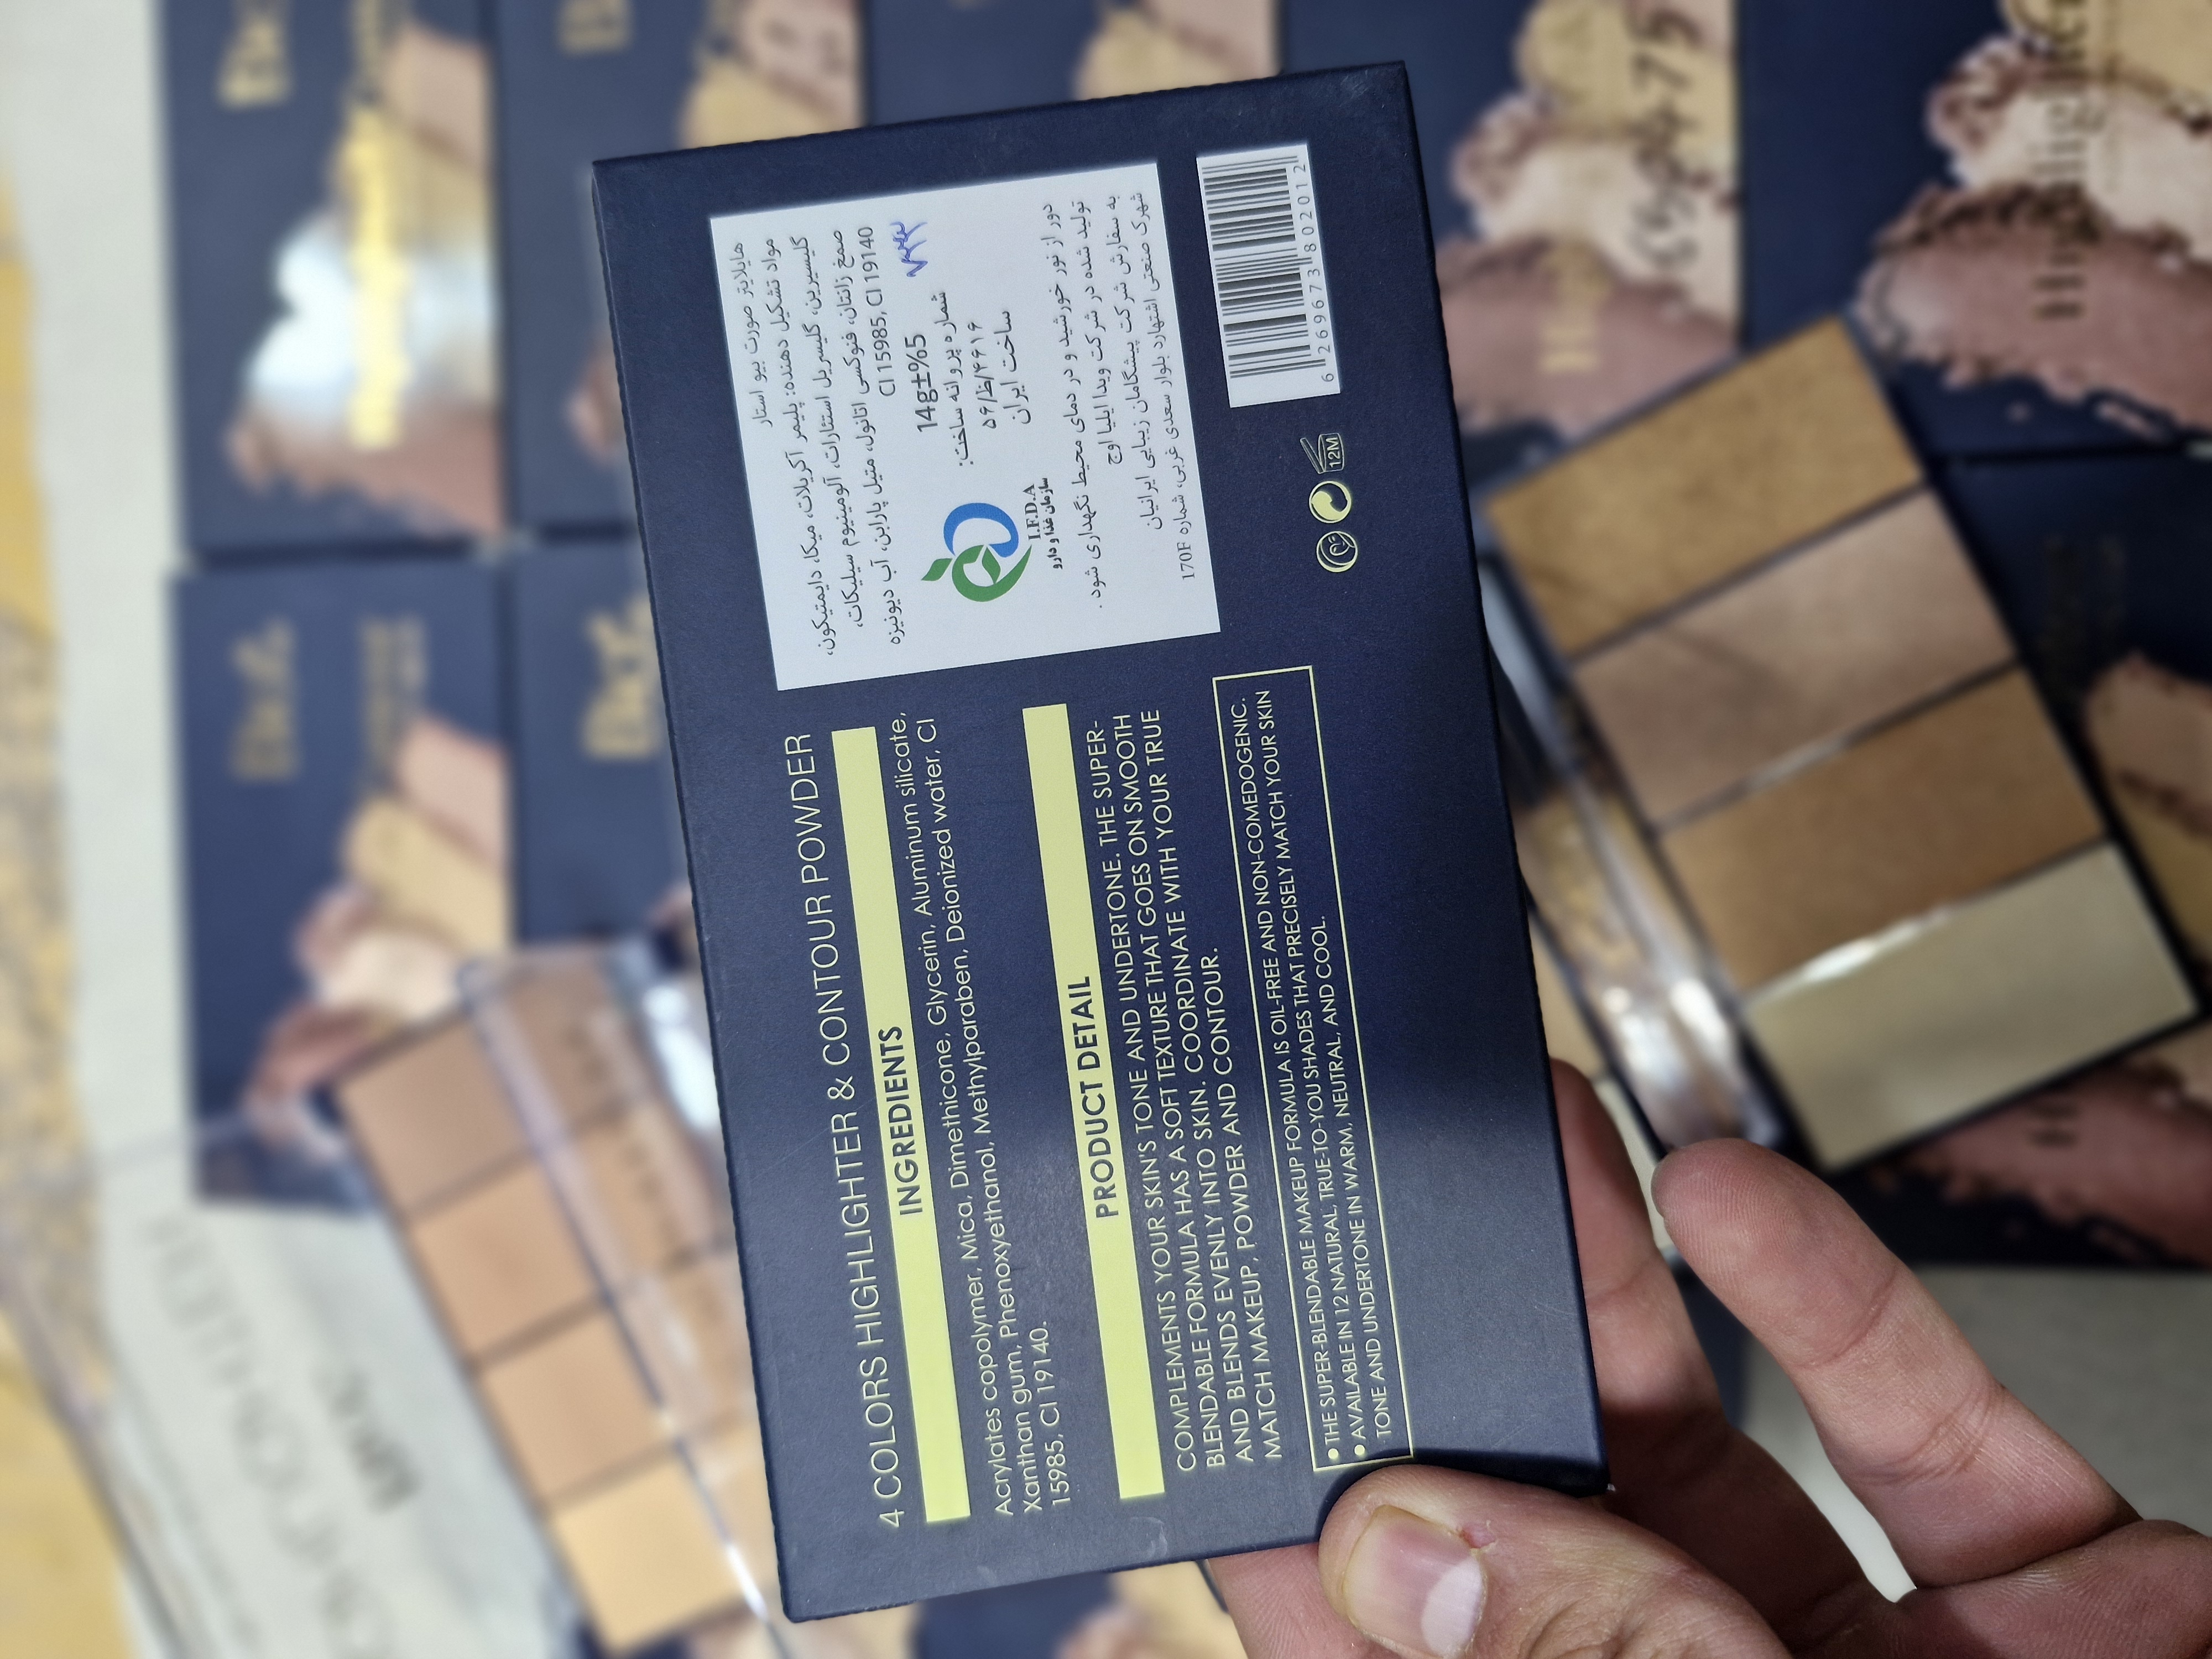 4 COLORS HIGHLIGHTER & CONTOUR POWDER
INGREDIENTS
Acrylates copolymer, Mica, Dimethicone, Glycerin, Aluminum silicate,
Xanthan gum, Phenoxyethanol, Methylparaben, Deionized water, CI
15985, CI 19140.
PRODUCT DETAIL
COMPLEMENTS YOUR SKIN'S TONE AND UNDERTONE. THE SUPER-
BLENDABLE FORMULA HAS A SOFT TEXTURE THAT GOES ON SMOOTH
AND BLENDS EVENLY INTO SKIN. COORDINATE WITH YOUR TRUE
MATCH MAKEUP, POWDER AND CONTOUR.
• THE SUPER-BLENDABLE MAKEUP FORMULA IS OIL-FREE AND NON-COMEDOGENIC.
• AVAILABLE IN 12 NATURAL, TRUE-TO-YOU SHADES THAT PRECISELY MATCH YOUR SKIN
TONE AND UNDERTONE IN WARM, NEUTRAL, AND COOL.
هایلایتر صورت بیو استار
مواد تشکیل دهنده: پلیمر آکریلات، میکا، دایمتیکون،
گلیسیرین، گلیسریل استئارات، آلومینیوم سیلیکات،
صمغ زانتان، فنوکسی اتانول، متیل پارابن، آب دیونیزه
CI 15985, CI 19140
14g±%5
شماره پروانه ساخت:
۵۶/ظ/۴۶۱۶
ساخت ایران
I.F.D.A
سازمان غذا و دارو
دور از نور خورشید و در دمای محیط نگهداری شود .
تولید شده در شرکت ویدا ایلیا اوج
به سفارش شرکت پیشگامان زیبایی ایرانیان
شهرک صنعتی اشتهارد بلوار سعدی غربی، شماره 170F
6 269673 802012
12M